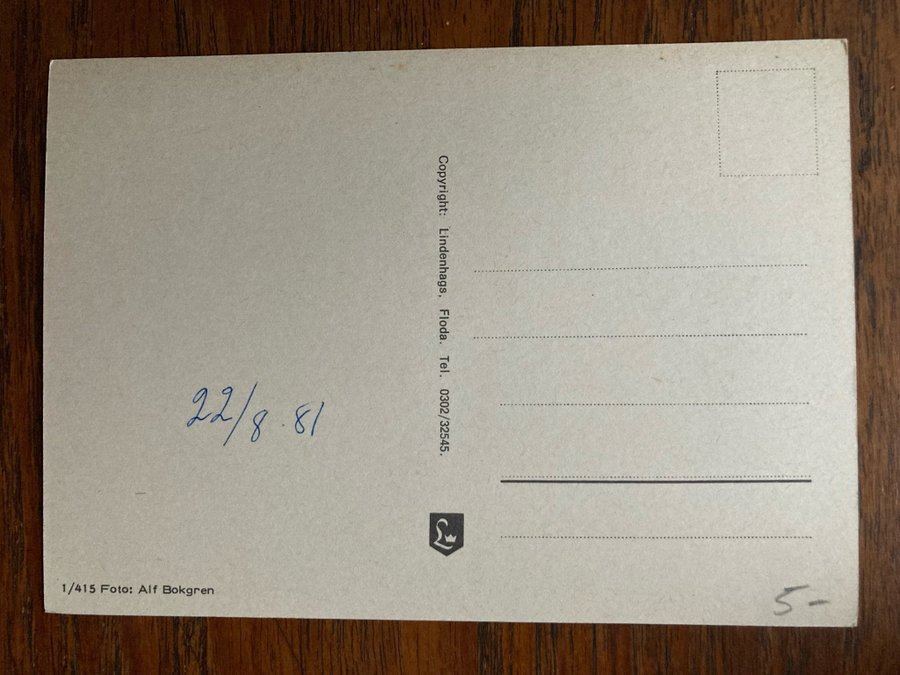 22/8.81
1/415 Foto: Alf Bokgren
Copyright: Lindenhags, Floda. Tel. 0302/32545.
L
5-